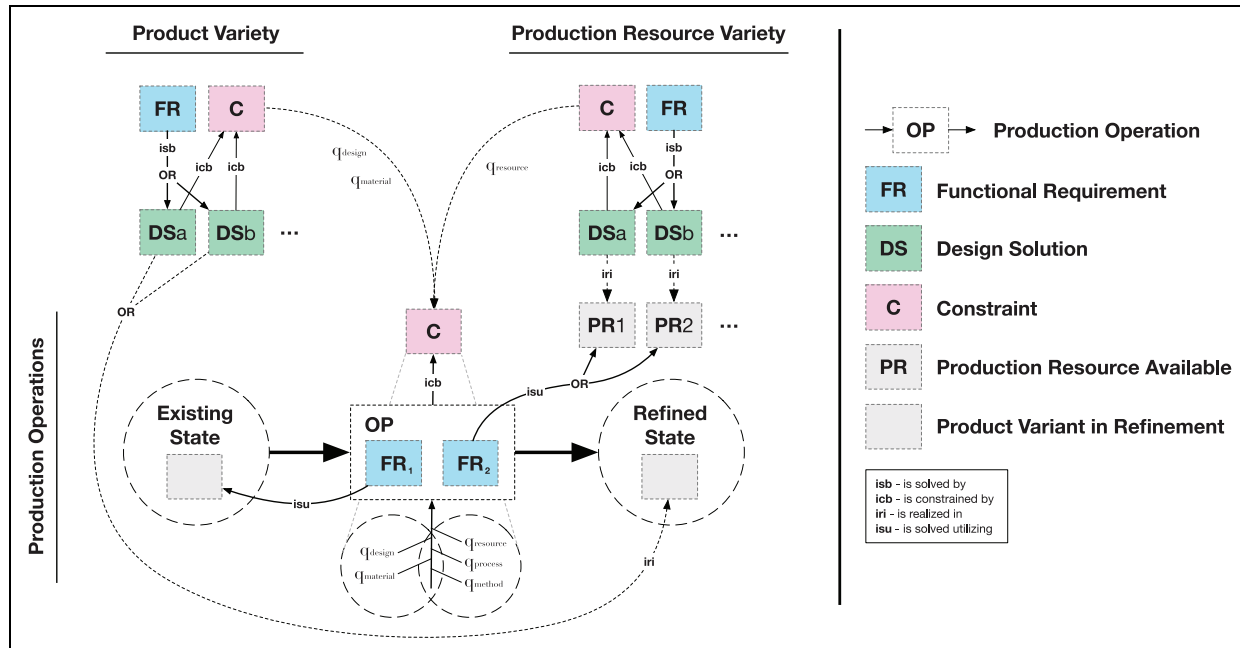 Product Variety
Production Resource Variety
FR
C
C
FR
isb
icb
icb
OR
icb
icb
isb
OR
qdesign
qmaterial
qresource
DSa
DSb
...
DSa
DSb
...
iri
iri
OR
C
PR1
PR2
...
icb
isu
OR
Production Operations
Existing
State
OP
FR1
FR2
Refined
State
isu
qdesign
qmaterial
qresource
qprocess
qmethod
iri
OP
Production Operation
FR
Functional Requirement
DS
Design Solution
C
Constraint
PR
Production Resource Available
Product Variant in Refinement
isb - is solved by
icb - is constrained by
iri - is realized in
isu - is solved utilizing